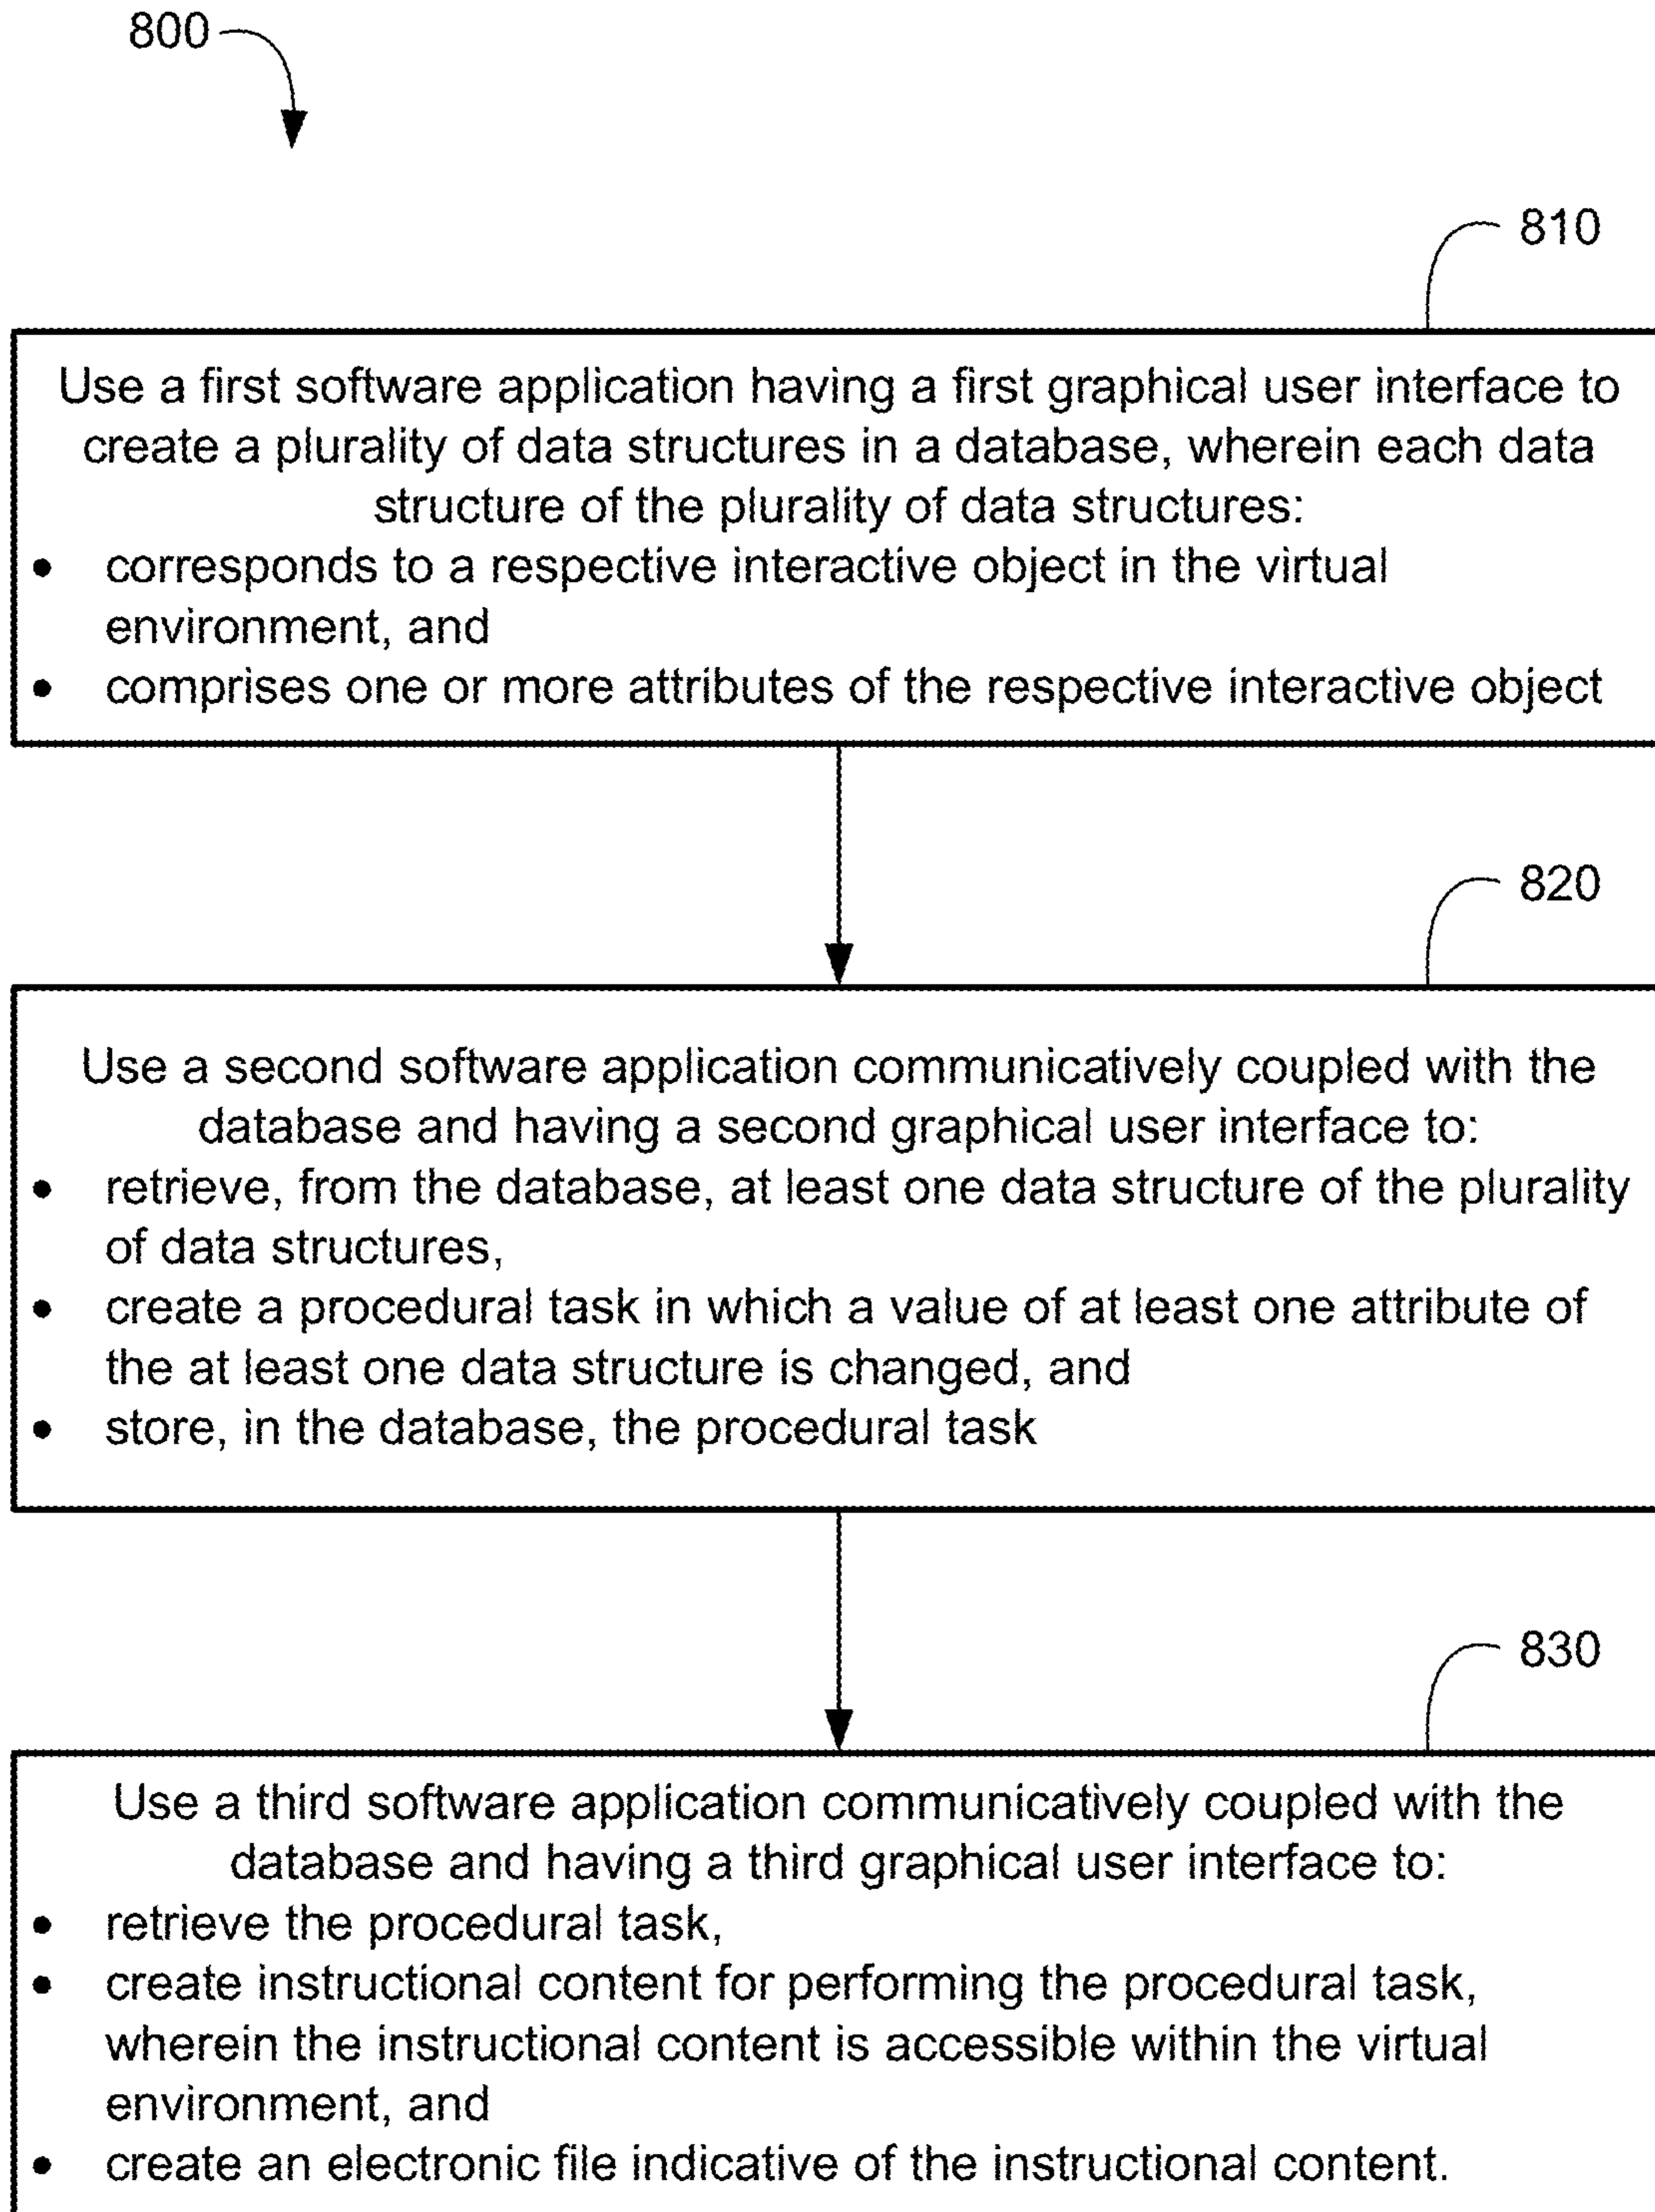 800
810
Use a first software application having a first graphical user interface to
create a plurality of data structures in a database, wherein each data
structure of the plurality of data structures:
• corresponds to a respective interactive object in the virtual
environment, and
• comprises one or more attributes of the respective interactive object
820
Use a second software application communicatively coupled with the
database and having a second graphical user interface to:
• retrieve, from the database, at least one data structure of the plurality
of data structures,
• create a procedural task in which a value of at least one attribute of
the at least one data structure is changed, and
• store, in the database, the procedural task
830
Use a third software application communicatively coupled with the
database and having a third graphical user interface to:
• retrieve the procedural task,
• create instructional content for performing the procedural task,
wherein the instructional content is accessible within the virtual
environment, and
• create an electronic file indicative of the instructional content.